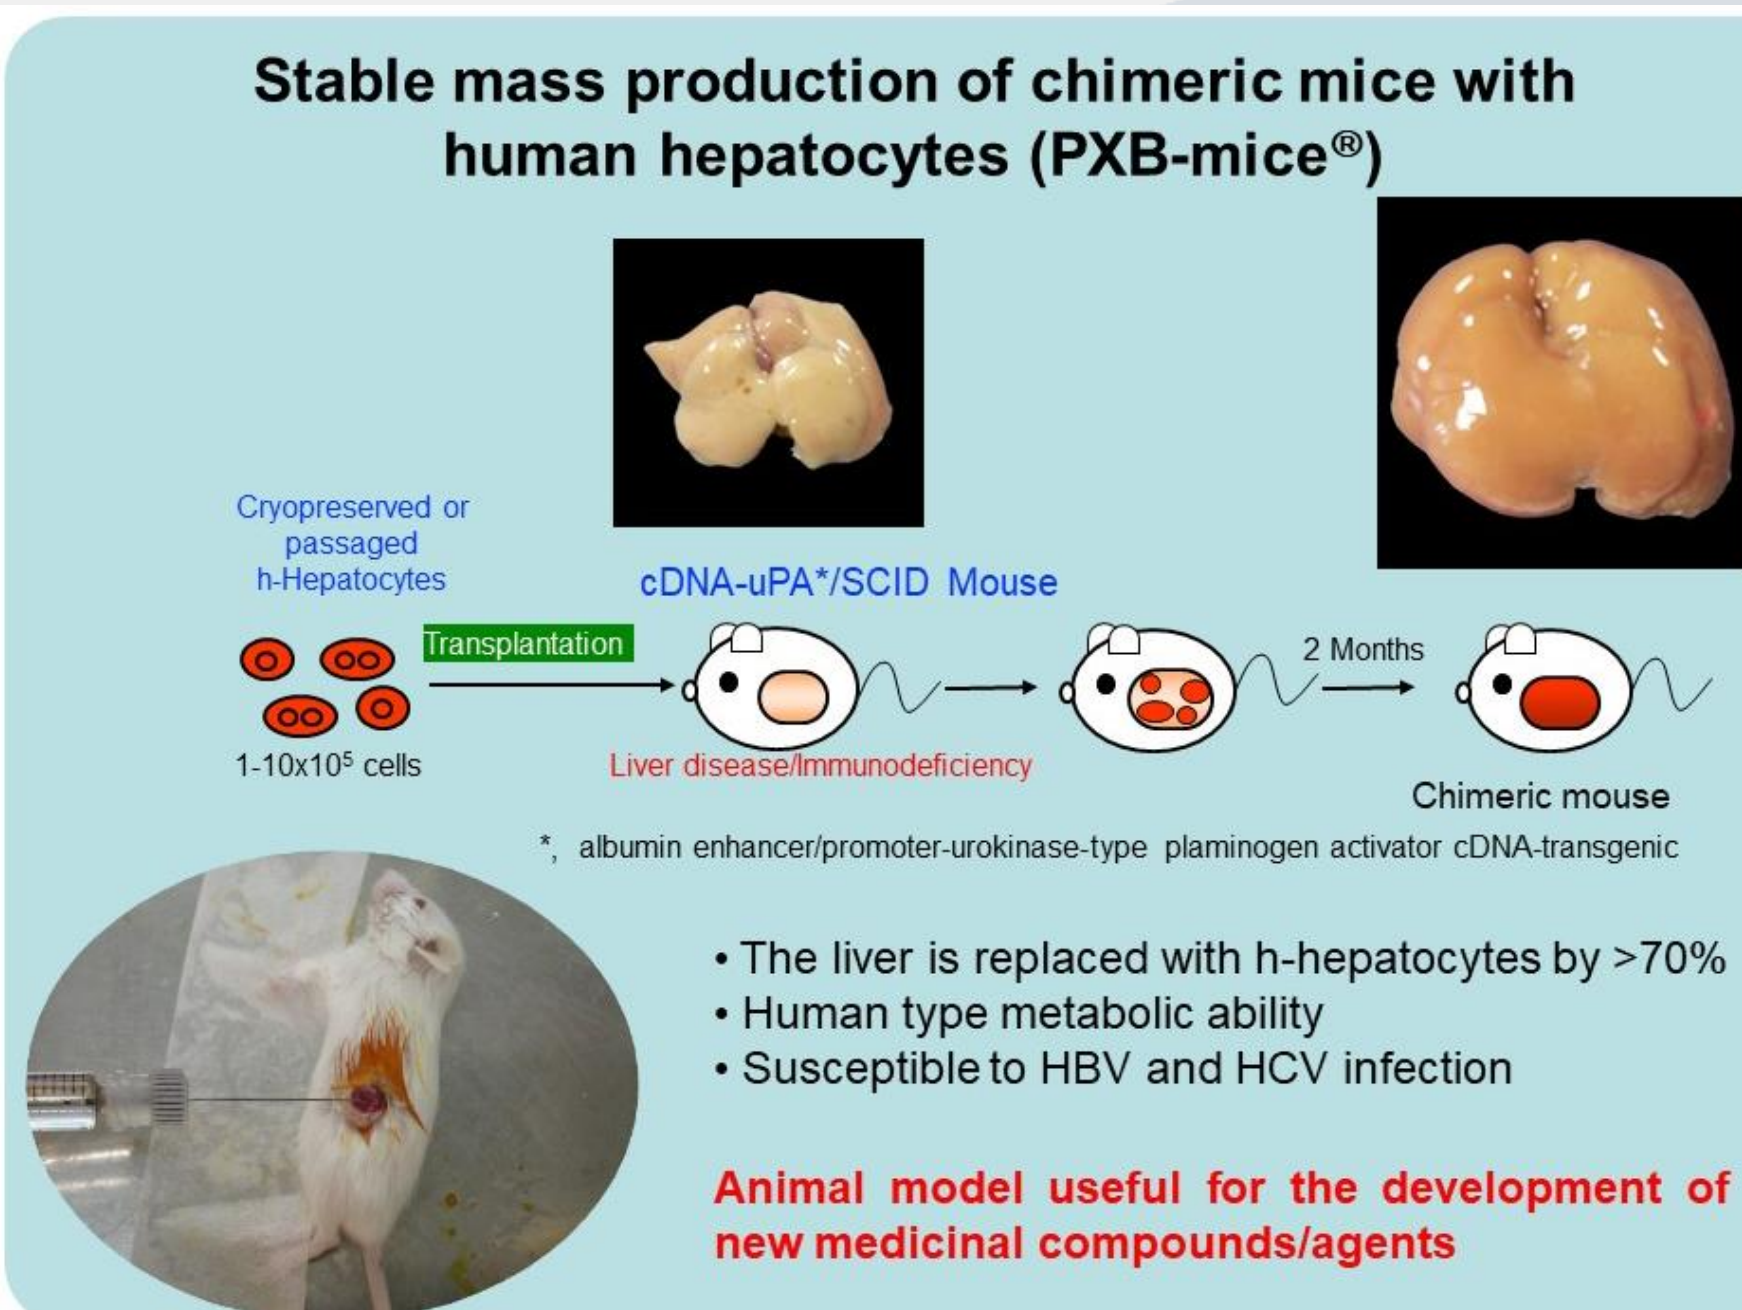 Stable mass production of chimeric mice with
human hepatocytes (PXB-mice®)
Cryopreserved or
passaged
h-Hepatocytes
cDNA-uPA*/SCID Mouse
Transplantation
2 Months
1-10x10⁵ cells
Liver disease/Immunodeficiency
Chimeric mouse
*, albumin enhancer/promoter-urokinase-type plaminogen activator cDNA-transgenic
• The liver is replaced with h-hepatocytes by >70%
• Human type metabolic ability
• Susceptible to HBV and HCV infection
Animal model useful for the development of
new medicinal compounds/agents